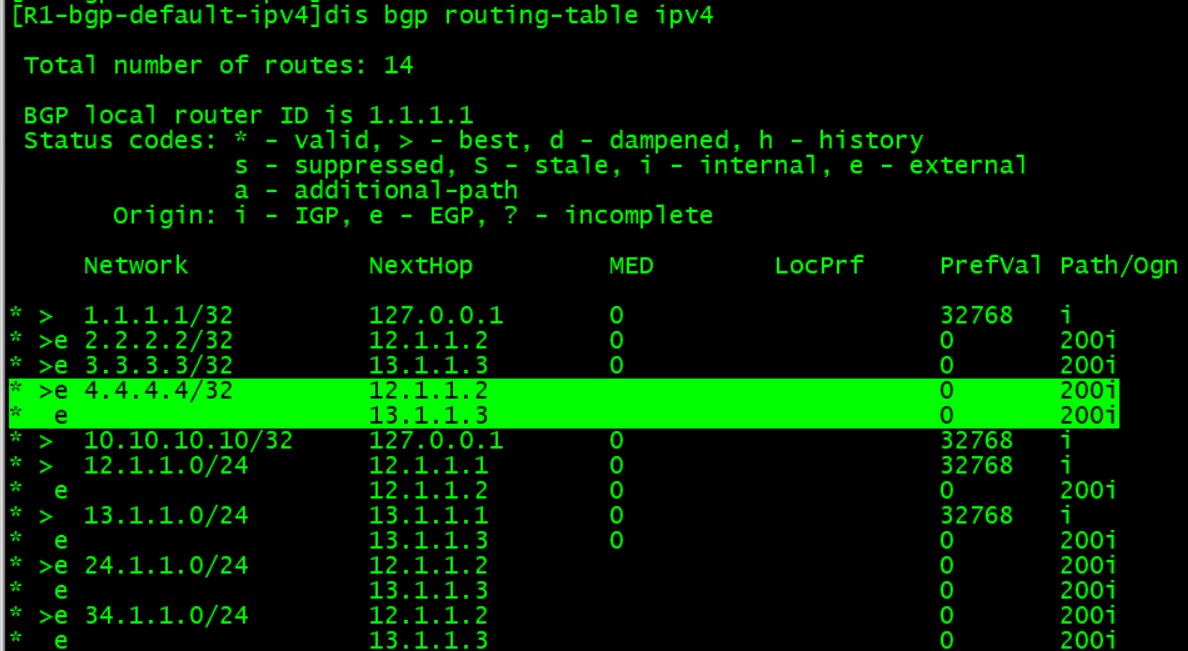 [R1-bgp-default-ipv4]dis bgp routing-table ipv4
Total number of routes: 14
BGP local router ID is 1.1.1.1
Status codes: * - valid, > - best, d - dampened, h - history
s - suppressed, S - stale, i - internal, e - external
a - additional-path
Origin: i - IGP, e - EGP, ? - incomplete
Network NextHop MED LocPrf PrefVal Path/Ogn
* > 1.1.1.1/32 127.0.0.1 0 32768 i
* >e 2.2.2.2/32 12.1.1.2 0 0 200i
* >e 3.3.3.3/32 13.1.1.3 0 0 200i
* >e 4.4.4.4/32 12.1.1.2 0 200i
* e 13.1.1.3 0 200i
* > 10.10.10.10/32 127.0.0.1 0 32768 i
* > 12.1.1.0/24 12.1.1.1 0 32768 i
* e 12.1.1.2 0 0 200i
* > 13.1.1.0/24 13.1.1.1 0 32768 i
* e 13.1.1.3 0 0 200i
* >e 24.1.1.0/24 12.1.1.2 0 200i
* e 13.1.1.3 0 200i
* >e 34.1.1.0/24 12.1.1.2 0 200i
* e 13.1.1.3 0 200i